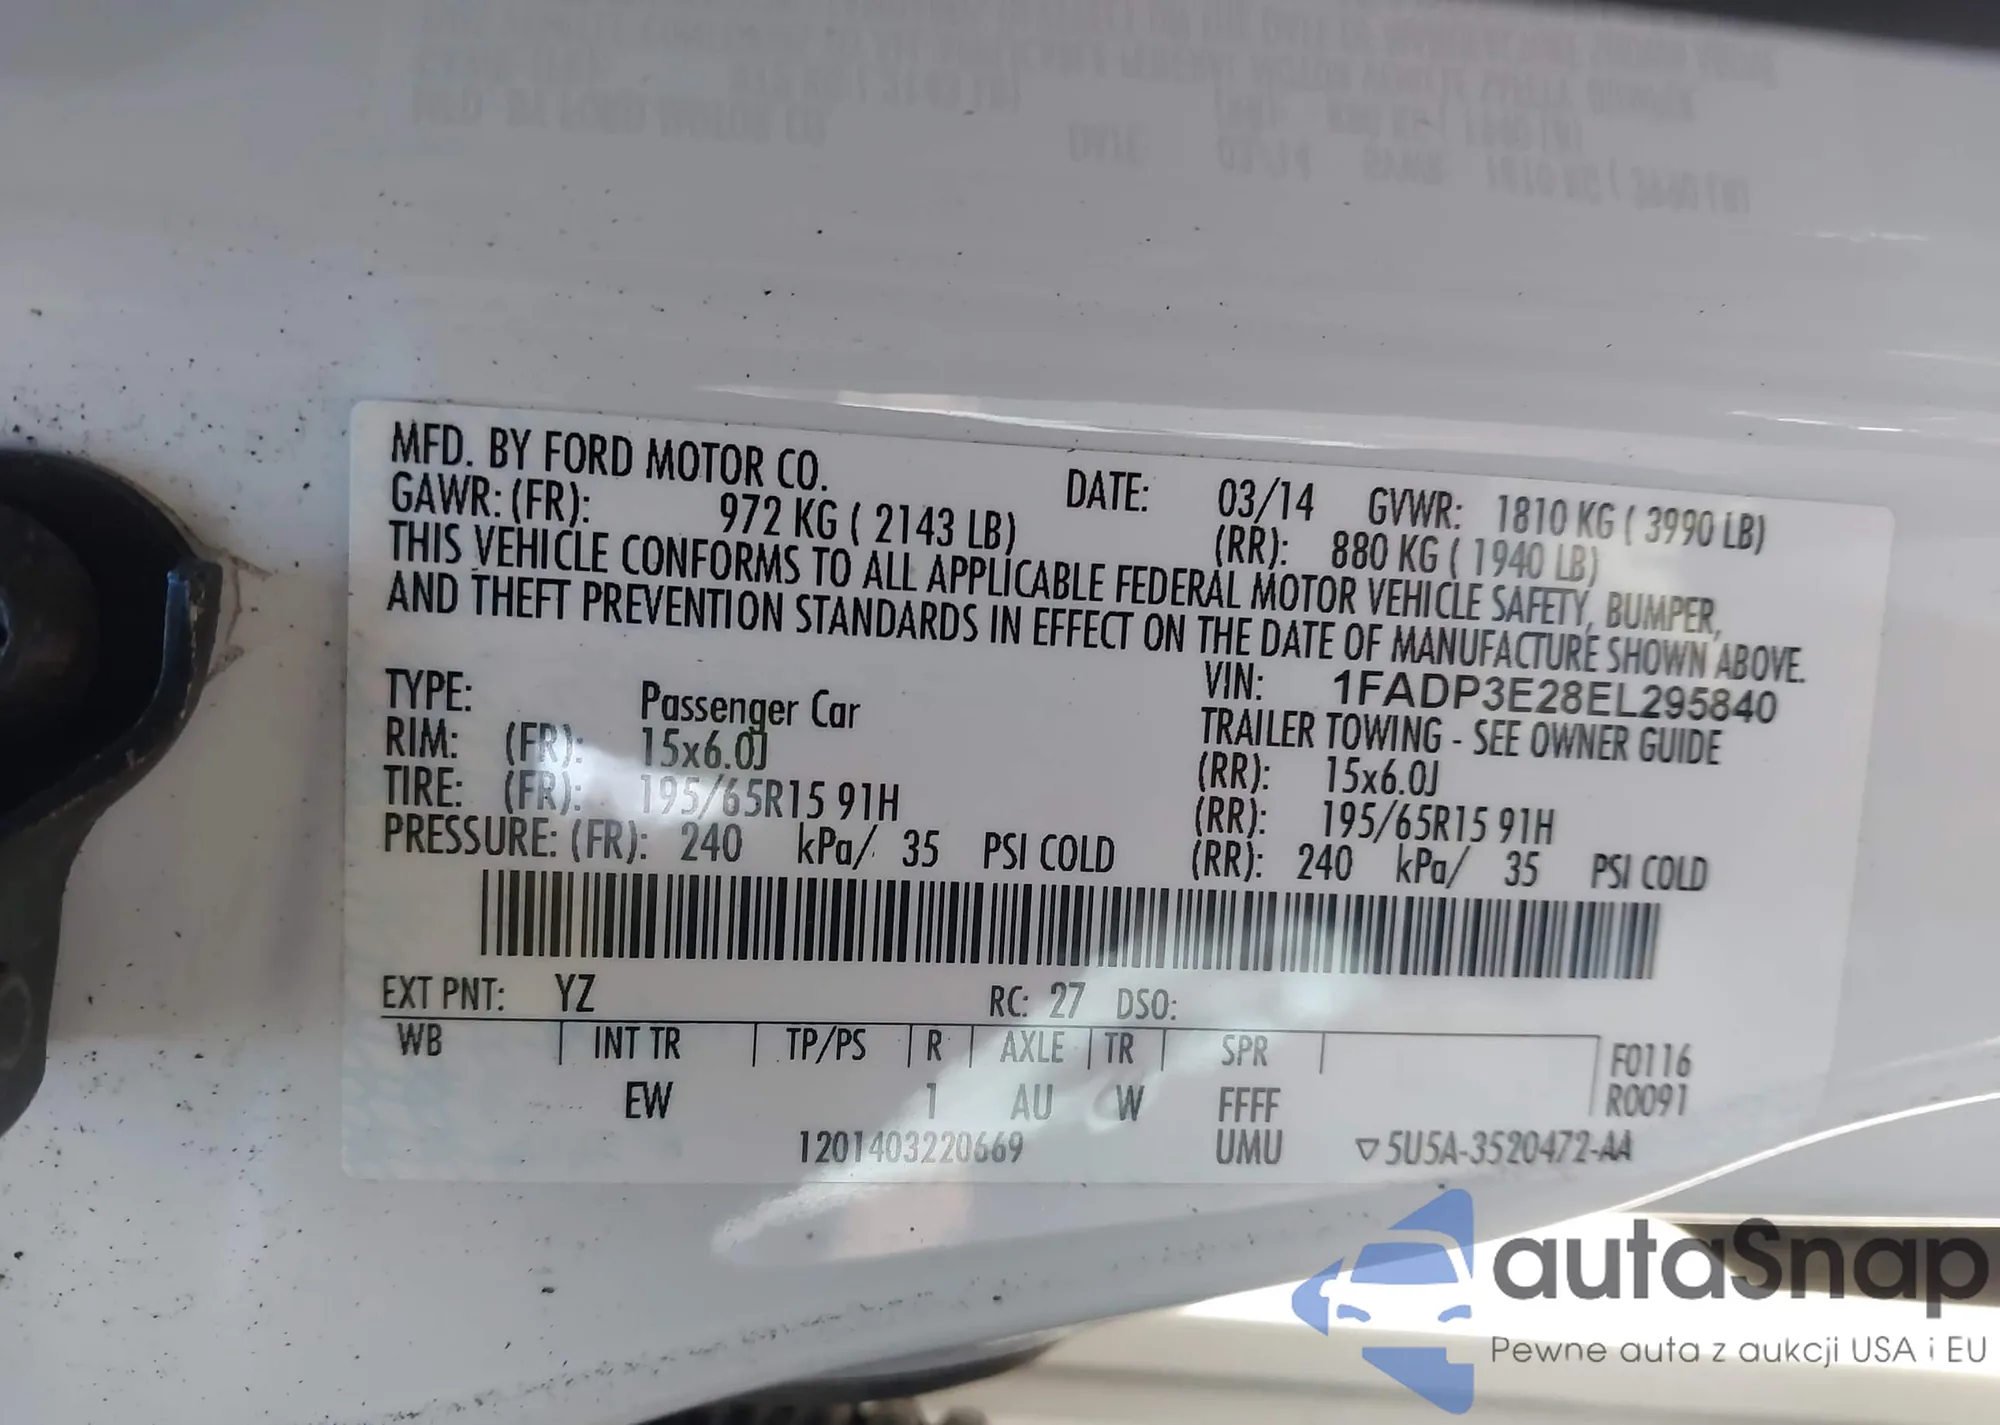 MFD. BY FORD MOTOR CO. DATE: 03/14 GVWR: 1810 KG ( 3990 LB)
GAWR: (FR): 972 KG ( 2143 LB) (RR): 880 KG ( 1940 LB)
THIS VEHICLE CONFORMS TO ALL APPLICABLE FEDERAL MOTOR VEHICLE SAFETY, BUMPER,
AND THEFT PREVENTION STANDARDS IN EFFECT ON THE DATE OF MANUFACTURE SHOWN ABOVE.
VIN: 1FADP3E28EL295840
TYPE: Passenger Car TRAILER TOWING - SEE OWNER GUIDE
RIM: (FR): 15x6.0J (RR): 15x6.0J
TIRE: (FR): 195/65R15 91H (RR): 195/65R15 91H
PRESSURE: (FR): 240 kPa/ 35 PSI COLD (RR): 240 kPa/ 35 PSI COLD
EXT PNT: YZ RC: 27 DSO:
WB INT TR TP/PS R AXLE TR SPR F0116
EW 1 AU W FFFF R0091
1201403220669 UMU ▽5U5A-3520472-AA
autaSnap
Pewne auta z aukcji USA i EU